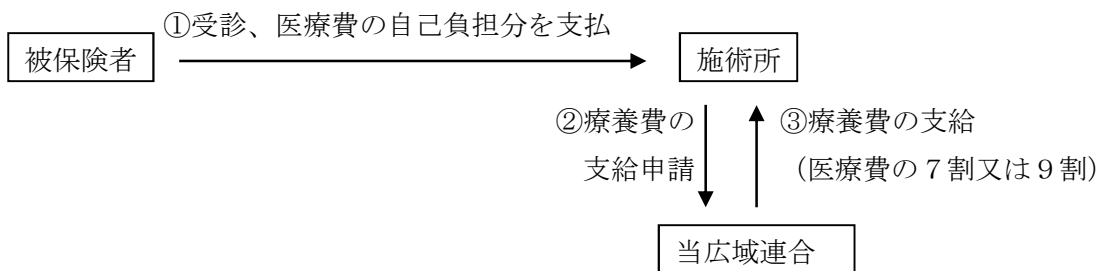 ①受診、医療費の自己負担分を支払
被保険者
施術所
②療養費の
支給申請
③療養費の支給
（医療費の７割又は９割）
当広域連合